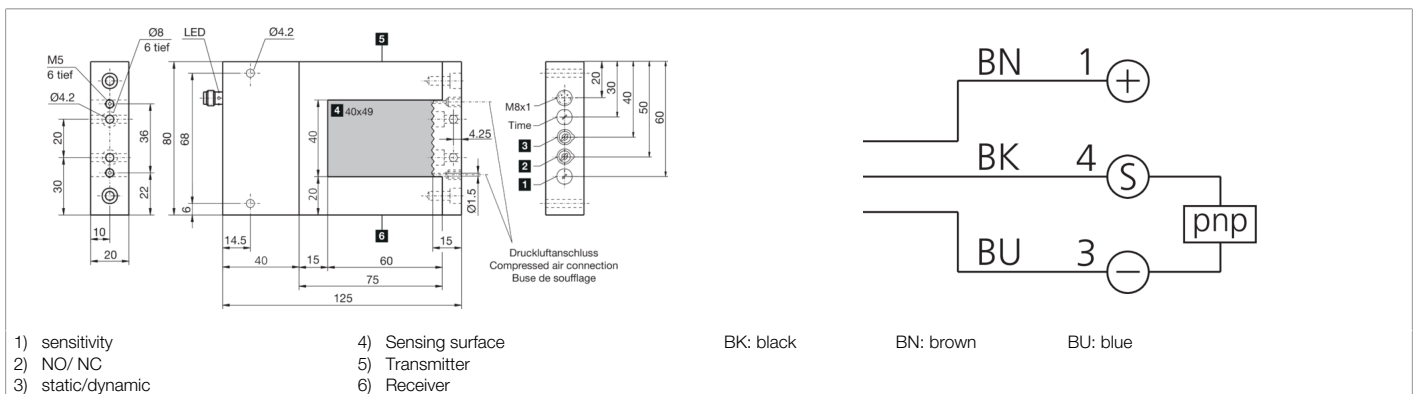 Ø8
6 tief
M5
6 tief
Ø4.2
20
36
30
22
10
20
LED
Ø4.2
5
80
68
6
4 40x49
40
20
4.25
Ø1.5
6
14.5
15
40
15
60
75
125
Druckluftanschluss
Compressed air connection
Buse de soufflage
20
30
40
50
60
M8x1
Time
3
2
1
BN 1 +
BK 4 S
pnp
BU 3 −
1) sensitivity
2) NO/ NC
3) static/dynamic
4) Sensing surface
5) Transmitter
6) Receiver
BK: black
BN: brown
BU: blue